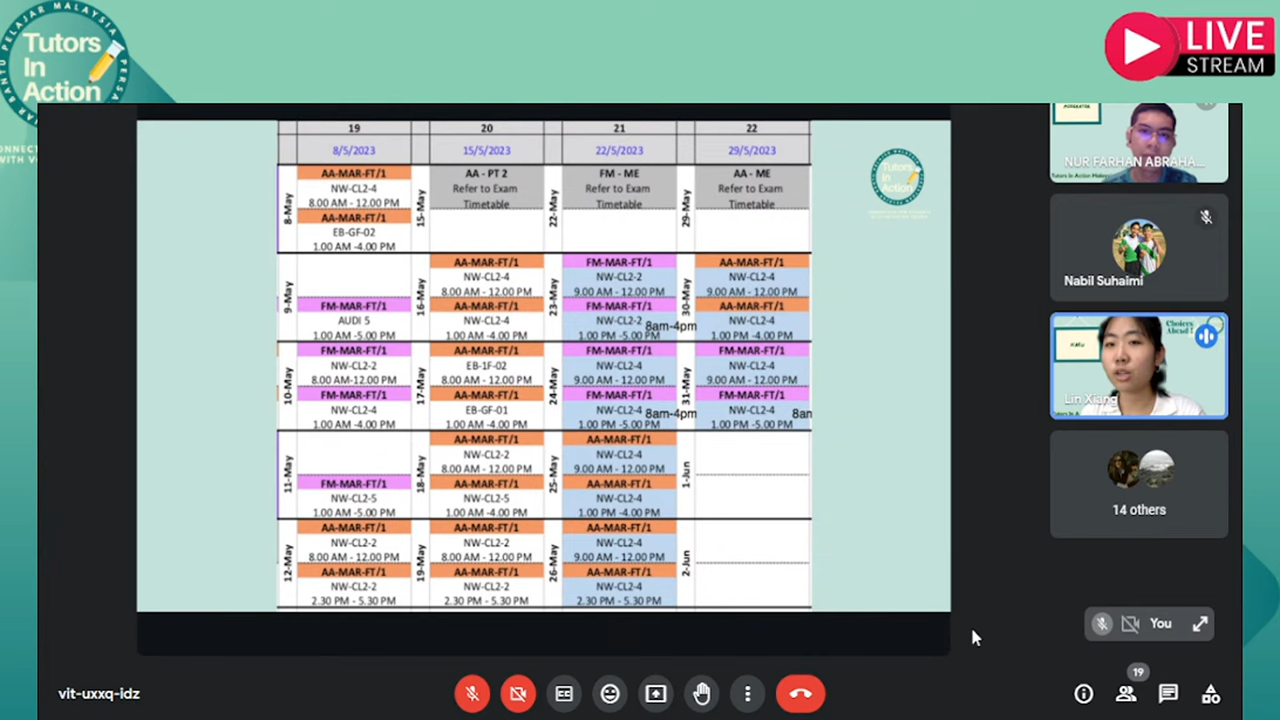 BANTU PELAJAR MALAYSIA
Tutors
In
Action
LIVE
STREAM
19
20
21
22
8/5/2023
15/5/2023
22/5/2023
29/5/2023
8-May
AA-MAR-FT/1
NW-CL2-4
8.00 AM - 12.00 PM
AA-MAR-FT/1
EB-GF-02
1.00 AM -4.00 PM
15-May
AA - PT 2
Refer to Exam
Timetable
22-May
FM - ME
Refer to Exam
Timetable
29-May
AA - ME
Refer to Exam
Timetable
9-May
FM-MAR-FT/1
AUDI 5
1.00 AM -5.00 PM
16-May
AA-MAR-FT/1
NW-CL2-4
8.00 AM - 12.00 PM
AA-MAR-FT/1
NW-CL2-4
1.00 AM -4.00 PM
23-May
FM-MAR-FT/1
NW-CL2-2
9.00 AM - 12.00 PM
FM-MAR-FT/1
NW-CL2-2
1.00 PM -5.00 PM
8am-4pm
30-May
AA-MAR-FT/1
NW-CL2-4
9.00 AM - 12.00 PM
AA-MAR-FT/1
NW-CL2-4
1.00 AM -4.00 PM
10-May
FM-MAR-FT/1
NW-CL2-2
8.00 AM-12.00 PM
FM-MAR-FT/1
NW-CL2-4
1.00 AM -4.00 PM
17-May
AA-MAR-FT/1
EB-1F-02
8.00 AM - 12.00 PM
AA-MAR-FT/1
EB-GF-01
1.00 AM -4.00 PM
24-May
FM-MAR-FT/1
NW-CL2-4
9.00 AM - 12.00 PM
FM-MAR-FT/1
NW-CL2-4
1.00 PM -5.00 PM
8am-4pm
31-May
FM-MAR-FT/1
NW-CL2-4
9.00 AM - 12.00 PM
FM-MAR-FT/1
NW-CL2-4
1.00 PM -5.00 PM
8am
11-May
FM-MAR-FT/1
NW-CL2-5
1.00 AM -5.00 PM
18-May
AA-MAR-FT/1
NW-CL2-2
8.00 AM - 12.00 PM
AA-MAR-FT/1
NW-CL2-5
1.00 AM -4.00 PM
25-May
AA-MAR-FT/1
NW-CL2-4
9.00 AM - 12.00 PM
AA-MAR-FT/1
NW-CL2-4
1.00 PM -4.00 PM
1-Jun
12-May
AA-MAR-FT/1
NW-CL2-2
8.00 AM - 12.00 PM
AA-MAR-FT/1
NW-CL2-2
2.30 PM - 5.30 PM
19-May
AA-MAR-FT/1
NW-CL2-2
8.00 AM - 12.00 PM
AA-MAR-FT/1
NW-CL2-2
2.30 PM - 5.30 PM
26-May
AA-MAR-FT/1
NW-CL2-4
9.00 AM - 12.00 PM
AA-MAR-FT/1
NW-CL2-4
2.30 PM - 5.30 PM
2-Jun
Tutors
In
Action
NUR FARHAN ABRAHA...
Nabil Suhaimi
Choices
Ahead!
KMU
Lin Xiang
14 others
You
vit-uxxq-idz
19